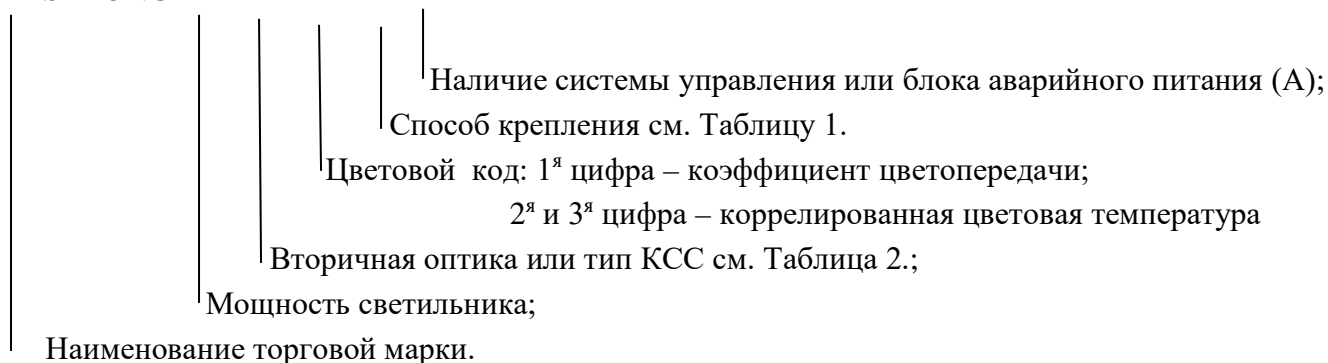 Наличие системы управления или блока аварийного питания (А);
Способ крепления см. Таблицу 1.
Цветовой код: 1я цифра – коэффициент цветопередачи;
2я и 3я цифра – коррелированная цветовая температура
Вторичная оптика или тип КСС см. Таблица 2.;
Мощность светильника;
Наименование торговой марки.